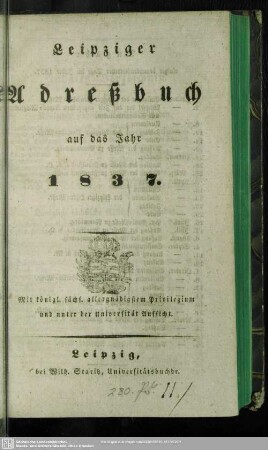 Leipziger
Adreßbuch
auf das Jahr
1837.
Mit königl. sächs. allergnädigstem Privilegium
und unter der Universität Aufsicht.
Leipzig,
bei Wilh. Staritz, Universitätsbuchdr.